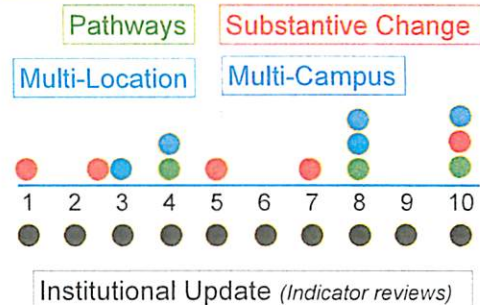 Pathways Substantive Change
Multi-Location Multi-Campus
1 2 3 4 5 6 7 8 9 10
Institutional Update (Indicator reviews)